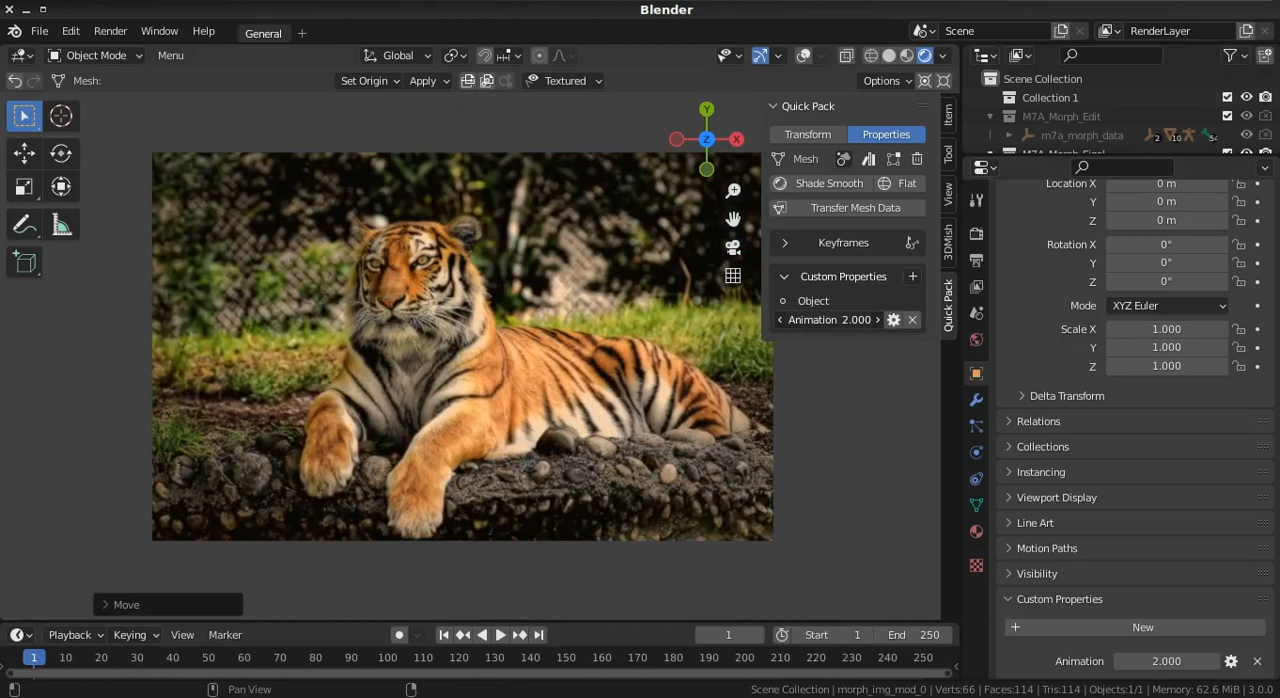 Blender
File Edit Render Window Help General + Scene RenderLayer
Object Mode Menu Global
Mesh: Set Origin Apply Textured Options
Scene Collection
Collection 1
M7A_Morph_Edit
m7a_morph_data 2 10
Y
Z X
Quick Pack
Transform Properties
Mesh
Shade Smooth Flat
Transfer Mesh Data
Keyframes
Custom Properties +
Object
Animation 2.000
Item
Tool
View
3DMish
Quick Pack
Location X 0 m
Y 0 m
Z 0 m
Rotation X 0°
Y 0°
Z 0°
Mode XYZ Euler
Scale X 1.000
Y 1.000
Z 1.000
Delta Transform
Relations
Collections
Instancing
Viewport Display
Line Art
Motion Paths
Visibility
Custom Properties
+ New
Animation 2.000
Move
Playback Keying View Marker 1 Start 1 End 250
1 10 20 30 40 50 60 70 80 90 100 110 120 130 140 150 160 170 180 190 200 210 220 230 240 250
Pan View Scene Collection | morph_img_mod_0 | Verts:66 | Faces:114 | Tris:114 | Objects:1/1 | Memory: 62.6 MiB | 3.0.0